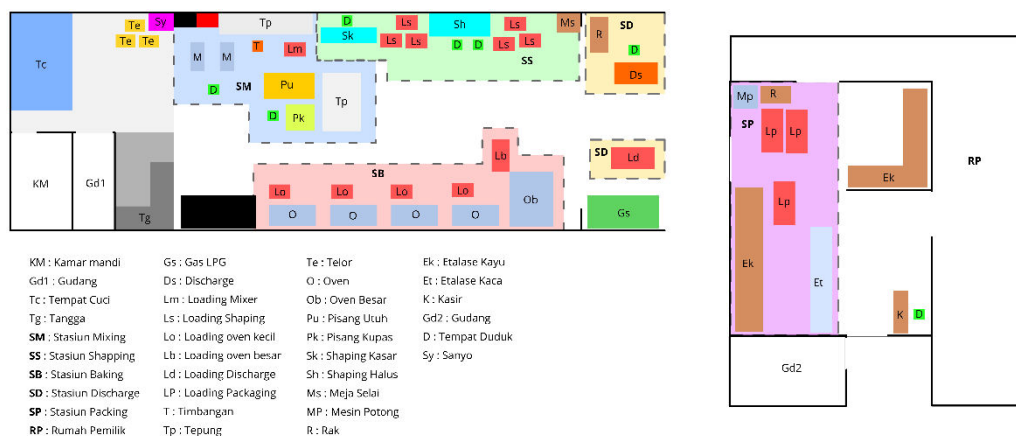 Te
Sy
Te Te
Tc
KM
Gd1
Tg
M
M
T
Tp
Lm
D
SM
Pu
D
Pk
Tp
D
Sk
Ls
Ls
Ls
Sh
D
D
Ls
Ls
Ls
SS
Ms
R
SD
D
Ds
SD
Ld
Gs
SB
Lb
Lo
Lo
Lo
Lo
O
O
O
O
Ob
Mp
R
SP
Lp
Lp
Lp
Ek
Et
Ek
K
D
Gd2
RP
KM : Kamar mandi
Gd1 : Gudang
Tc : Tempat Cuci
Tg : Tangga
SM : Stasiun Mixing
SS : Stasiun Shapping
SB : Stasiun Baking
SD : Stasiun Discharge
SP : Stasiun Packing
RP : Rumah Pemilik
Gs : Gas LPG
Ds : Discharge
Lm : Loading Mixer
Ls : Loading Shaping
Lo : Loading oven kecil
Lb : Loading oven besar
Ld : Loading Discharge
LP : Loading Packaging
T : Timbangan
Tp : Tepung
Te : Telor
O : Oven
Ob : Oven Besar
Pu : Pisang Utuh
Pk : Pisang Kupas
Sk : Shaping Kasar
Sh : Shaping Halus
Ms : Meja Selai
MP : Mesin Potong
R : Rak
Ek : Etalase Kayu
Et : Etalase Kaca
K : Kasir
Gd2 : Gudang
D : Tempat Duduk
Sy : Sanyo